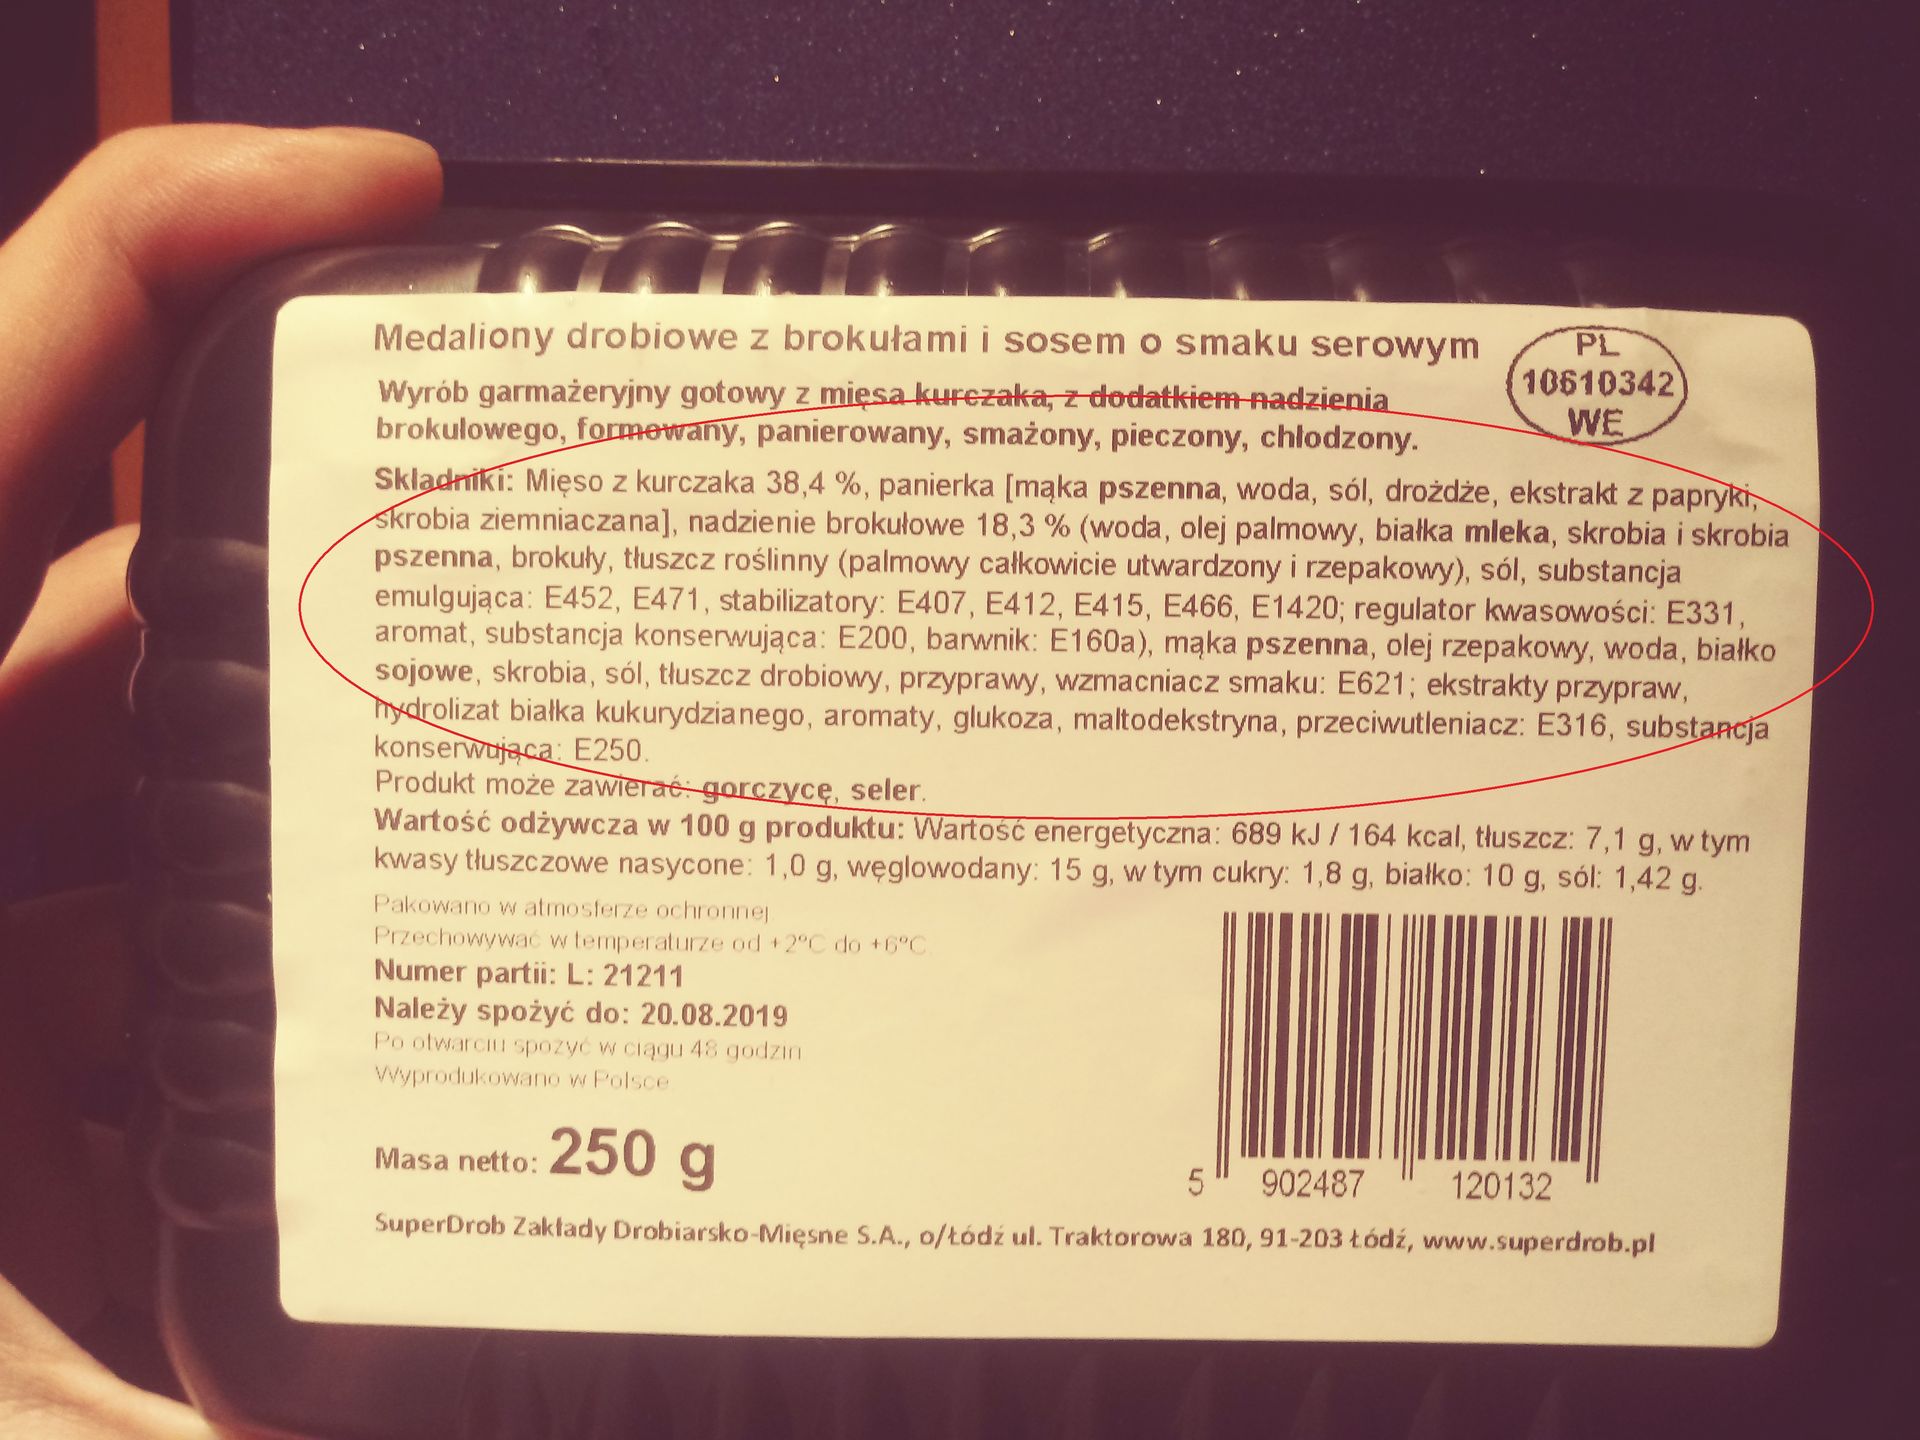 Medaliony drobiowe z brokułami i sosem o smaku serowym
PL
10610342
WE
Wyrób garmażeryjny gotowy z mięsa kurczaka, z dodatkiem nadzienia
brokułowego, formowany, panierowany, smażony, pieczony, chłodzony.
Składniki: Mięso z kurczaka 38,4 %, panierka [mąka pszenna, woda, sól, drożdże, ekstrakt z papryki,
skrobia ziemniaczana], nadzienie brokułowe 18,3 % (woda, olej palmowy, białka mleka, skrobia i skrobia
pszenna, brokuły, tłuszcz roślinny (palmowy całkowicie utwardzony i rzepakowy), sól, substancja
emulgująca: E452, E471, stabilizatory: E407, E412, E415, E466, E1420; regulator kwasowości: E331,
aromat, substancja konserwująca: E200, barwnik: E160a), mąka pszenna, olej rzepakowy, woda, białko
sojowe, skrobia, sól, tłuszcz drobiowy, przyprawy, wzmacniacz smaku: E621; ekstrakty przypraw,
hydrolizat białka kukurydzianego, aromaty, glukoza, maltodekstryna, przeciwutleniacz: E316, substancja
konserwująca: E250.
Produkt może zawierać: gorczycę, seler.
Wartość odżywcza w 100 g produktu: Wartość energetyczna: 689 kJ / 164 kcal, tłuszcz: 7,1 g, w tym
kwasy tłuszczowe nasycone: 1,0 g, węglowodany: 15 g, w tym cukry: 1,8 g, białko: 10 g, sól: 1,42 g.
Pakowano w atmosferze ochronnej
Przechowywać w temperaturze od +2°C do +6°C
Numer partii: L: 21211
Należy spożyć do: 20.08.2019
Po otwarciu spożyć w ciągu 48 godzin
Wyprodukowano w Polsce
Masa netto: 250 g
5 902487 120132
SuperDrob Zakłady Drobiarsko-Mięsne S.A., o/Łódź ul. Traktorowa 180, 91-203 Łódź, www.superdrob.pl